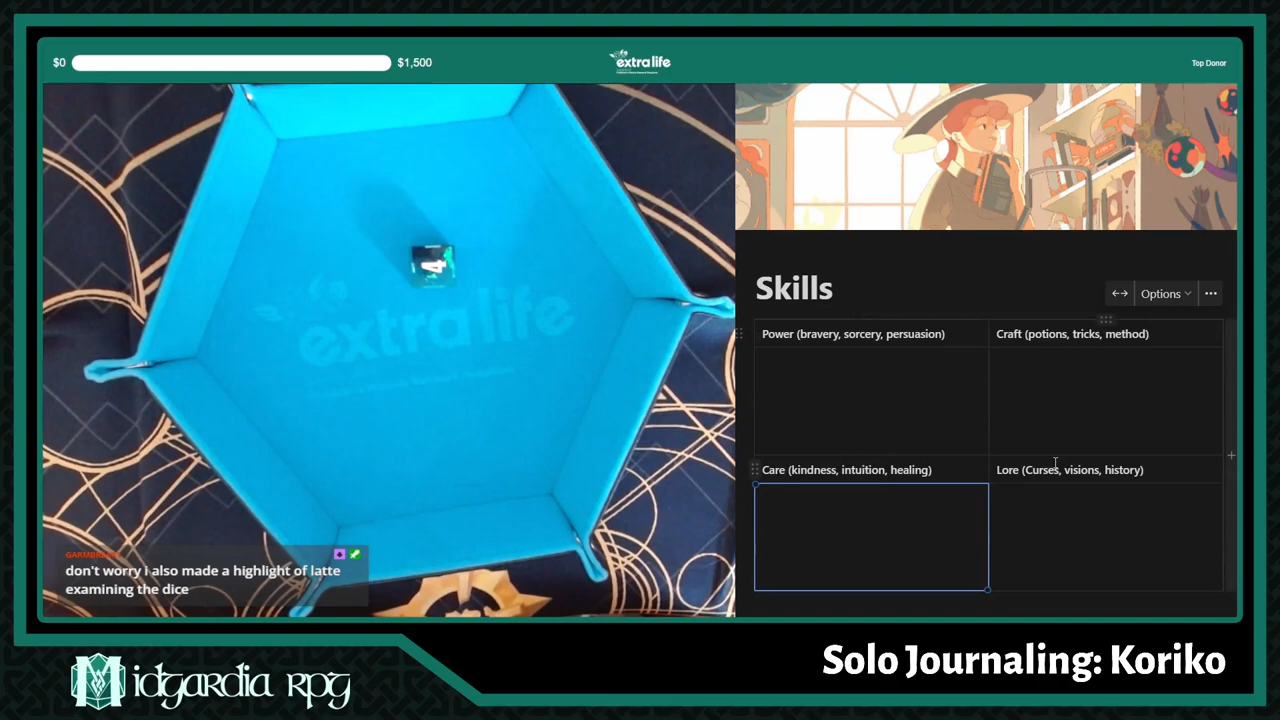 $0
$1,500
extralife
Top Donor
4
extralife
Skills
Options
Power (bravery, sorcery, persuasion)
Craft (potions, tricks, method)
Care (kindness, intuition, healing)
Lore (Curses, visions, history)
don't worry i also made a highlight of latte
examining the dice
Solo Journaling: Koriko
Midgardia RPG